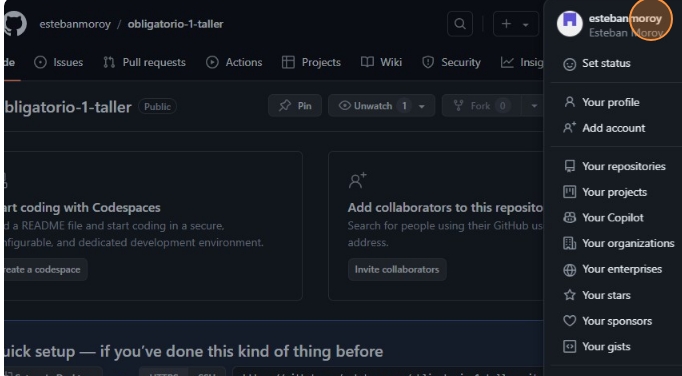 estebanmoroy / obligatorio-1-taller
estebanmoroy
Esteban Moroy
de Issues Pull requests Actions Projects Wiki Security Insig
Set status
bligatorio-1-taller Public Pin Unwatch 1 Fork 0
Your profile
Add account
art coding with Codespaces
d a README file and start coding in a secure,
nfigurable, and dedicated development environment.
reate a codespace
Add collaborators to this reposito
Search for people using their GitHub us
address.
Invite collaborators
Your repositories
Your projects
Your Copilot
Your organizations
Your enterprises
Your stars
Your sponsors
Your gists
uick setup — if you've done this kind of thing before